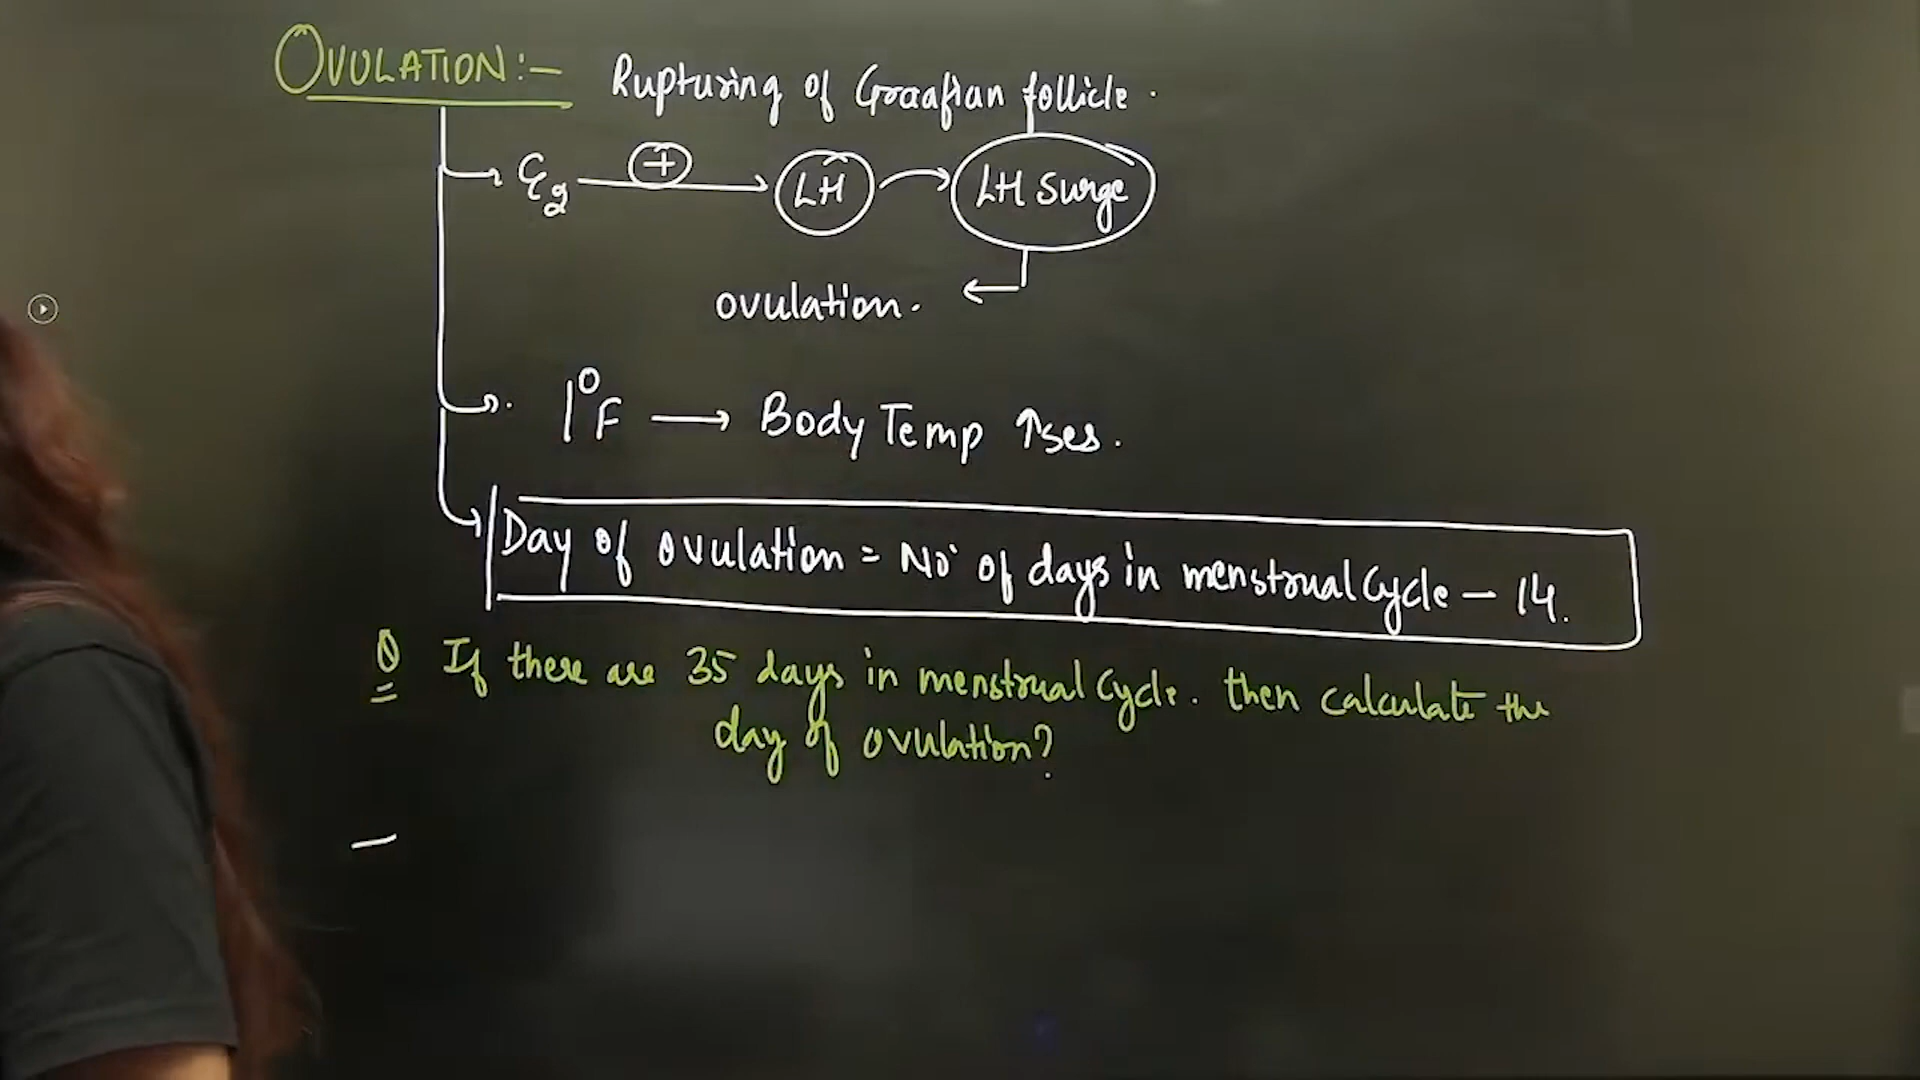 OVULATION:-
Rupturing of Graafian follicle.
Eg + LH LH Surge
ovulation.
1°F → Body Temp ↑ses.
Day of ovulation = No of days in menstrual Cycle - 14.
Q If there are 35 days in menstrual Cycle. then calculate the
day of ovulation?